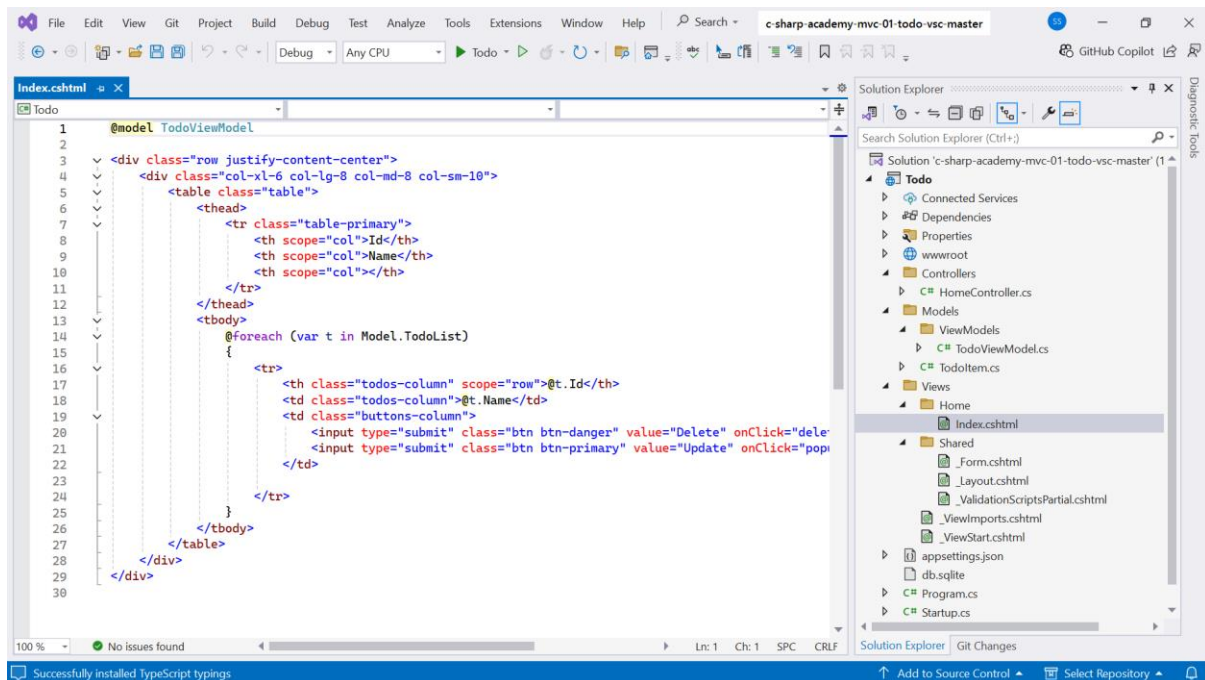 File Edit View Git Project Build Debug Test Analyze Tools Extensions Window Help Search c-sharp-academy-mvc-01-todo-vsc-master SS
Debug Any CPU Todo abc GitHub Copilot
Index.cshtml
C# Todo
1 @model TodoViewModel
2
3 <div class="row justify-content-center">
4 <div class="col-xl-6 col-lg-8 col-md-8 col-sm-10">
5 <table class="table">
6 <thead>
7 <tr class="table-primary">
8 <th scope="col">Id</th>
9 <th scope="col">Name</th>
10 <th scope="col"></th>
11 </tr>
12 </thead>
13 <tbody>
14 @foreach (var t in Model.TodoList)
15 {
16 <tr>
17 <th class="todos-column" scope="row">@t.Id</th>
18 <td class="todos-column">@t.Name</td>
19 <td class="buttons-column">
20 <input type="submit" class="btn btn-danger" value="Delete" onClick="delet
21 <input type="submit" class="btn btn-primary" value="Update" onClick="popu
22 </td>
23
24 </tr>
25 }
26 </tbody>
27 </table>
28 </div>
29 </div>
30
100 % No issues found Ln: 1 Ch: 1 SPC CRLF
Solution Explorer
Search Solution Explorer (Ctrl+;)
Solution 'c-sharp-academy-mvc-01-todo-vsc-master' (1
Todo
Connected Services
Dependencies
Properties
wwwroot
Controllers
C# HomeController.cs
Models
ViewModels
C# TodoViewModel.cs
C# TodoItem.cs
Views
Home
Index.cshtml
Shared
_Form.cshtml
_Layout.cshtml
_ValidationScriptsPartial.cshtml
_ViewImports.cshtml
_ViewStart.cshtml
appsettings.json
db.sqlite
C# Program.cs
C# Startup.cs
Solution Explorer Git Changes
Diagnostic Tools
Successfully installed TypeScript typings Add to Source Control Select Repository